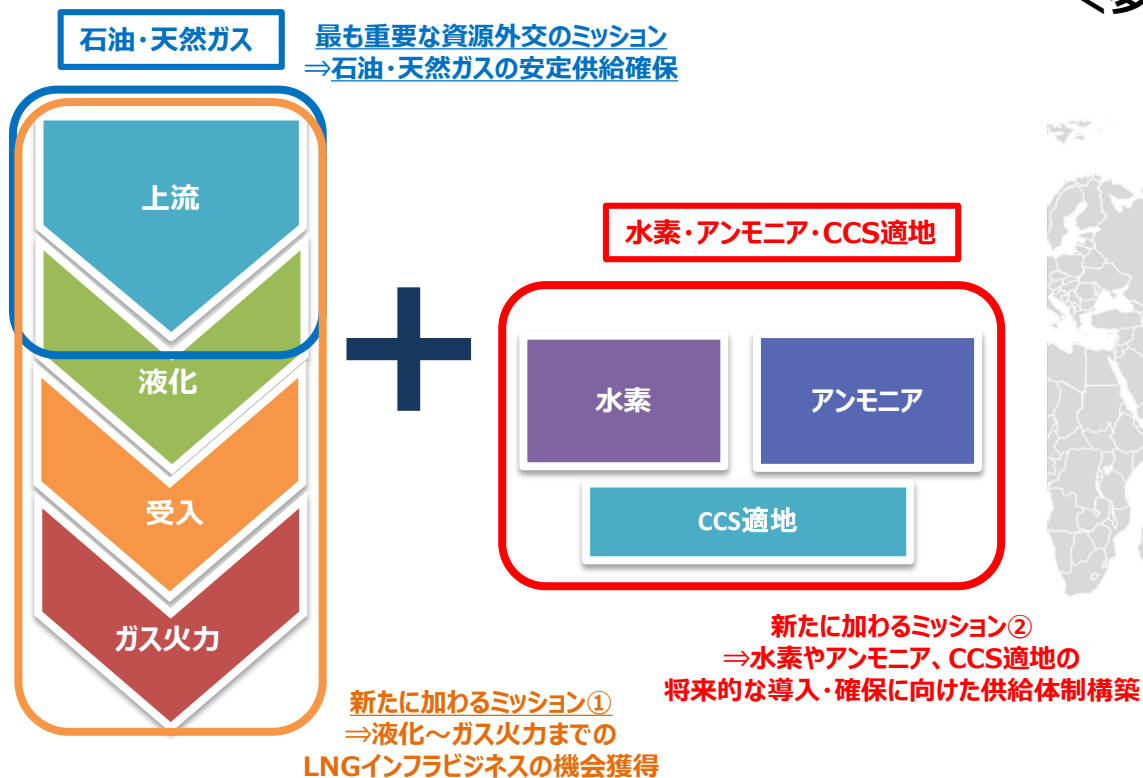 石油・天然ガス
最も重要な資源外交のミッション
⇒石油・天然ガスの安定供給確保
上流
液化
受入
ガス火力
水素・アンモニア・CCS適地
水素
アンモニア
CCS適地
新たに加わるミッション①
⇒液化～ガス火力までの
LNGインフラビジネスの機会獲得
新たに加わるミッション②
⇒水素やアンモニア、CCS適地の
将来的な導入・確保に向けた供給体制構築